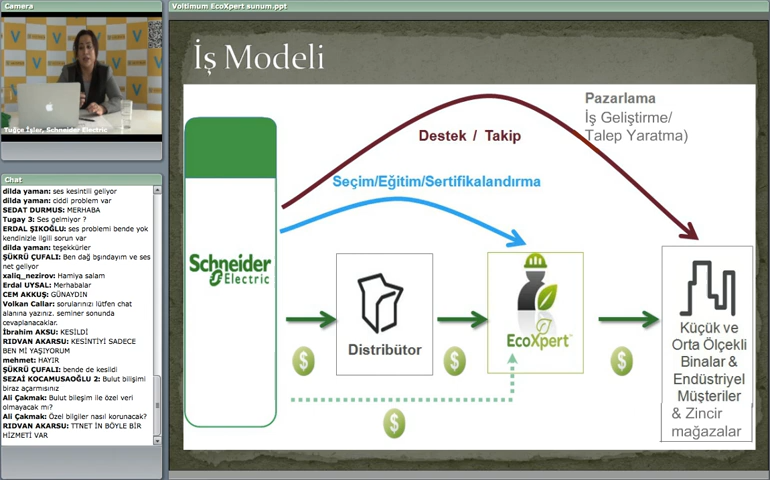 Camera
Tuğçe İşler, Schneider Electric
Chat
dilda yaman: ses kesintili geliyor
dilda yaman: ciddi problem var
SEDAT DURMUS: MERHABA
Tugay 3: Ses gelmiyor ?
ERDAL ŞIKOĞLU: ses problemi bende yok
kendinizle ilgili sorun var
dilda yaman: teşekkürler
ŞÜKRÜ ÇUFALI: Ben dağ bşındayım ve ses
net geliyor
xaliq_nezirov: Hamiya salam
Erdal UYSAL: Merhabalar
CEM AKKUŞ: GÜNAYDIN
Volkan Callar: sorularınızı lütfen chat
alanına yazınız. seminer sonunda
cevaplanacaklar.
İbrahim AKSU: KESİLDİ
RIDVAN AKARSU: KESİNTİYİ SADECE
BEN Mİ YAŞIYORUM
mehmet: HAYIR
ŞÜKRÜ ÇUFALI: bende de kesildi
SEZAİ KOCAMUSAOĞLU 2: Bulut bilişimi
biraz açarmısınız
Ali Çakmak: Bulut bileşim ile özel veri
olmayacak mı?
Ali Çakmak: Özel bilgiler nasıl korunacak?
RIDVAN AKARSU: TTNET İN BÖYLE BİR
HİZMETİ VAR
Voltimum EcoXpert sunum.ppt
İş Modeli
Pazarlama
İş Geliştirme/
Talep Yaratma)
Destek / Takip
Seçim/Eğitim/Sertifikalandırma
Schneider
Electric
Distribütor
EcoXpert™
Küçük ve
Orta Ölçekli
Binalar &
Endüstriyel
Müşteriler
& Zincir
mağazalar
$
$
$
$